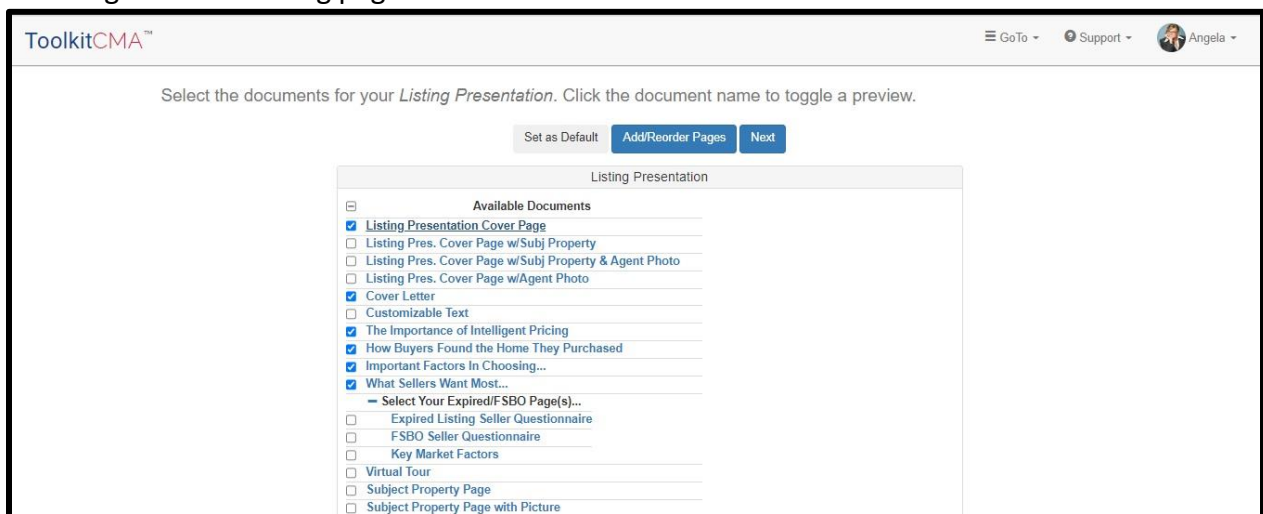 ToolkitCMA™
GoTo
Support
Angela
Select the documents for your Listing Presentation. Click the document name to toggle a preview.
Set as Default
Add/Reorder Pages
Next
Listing Presentation
Available Documents
Listing Presentation Cover Page
Listing Pres. Cover Page w/Subj Property
Listing Pres. Cover Page w/Subj Property & Agent Photo
Listing Pres. Cover Page w/Agent Photo
Cover Letter
Customizable Text
The Importance of Intelligent Pricing
How Buyers Found the Home They Purchased
Important Factors In Choosing...
What Sellers Want Most...
Select Your Expired/FSBO Page(s)...
Expired Listing Seller Questionnaire
FSBO Seller Questionnaire
Key Market Factors
Virtual Tour
Subject Property Page
Subject Property Page with Picture